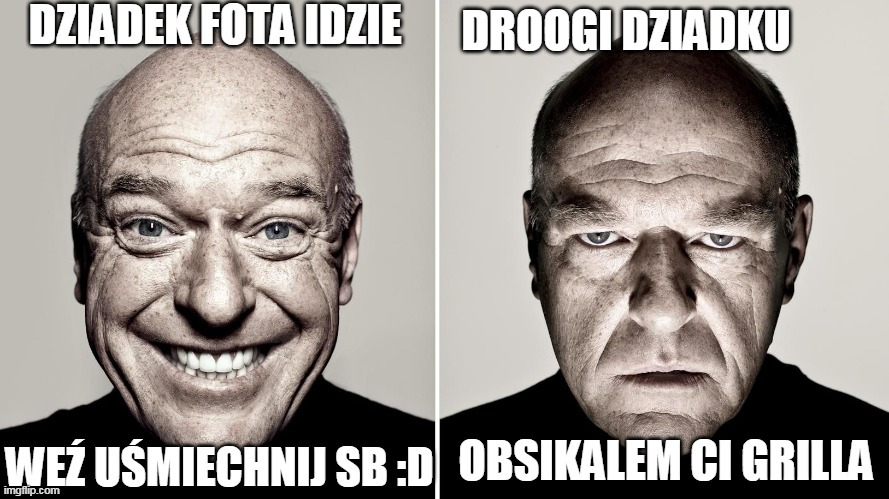 DZIADEK FOTA IDZIE
WEŹ UŚMIECHNIJ SB :D
DROOGI DZIADKU
OBSIKALEM CI GRILLA
imgflip.com